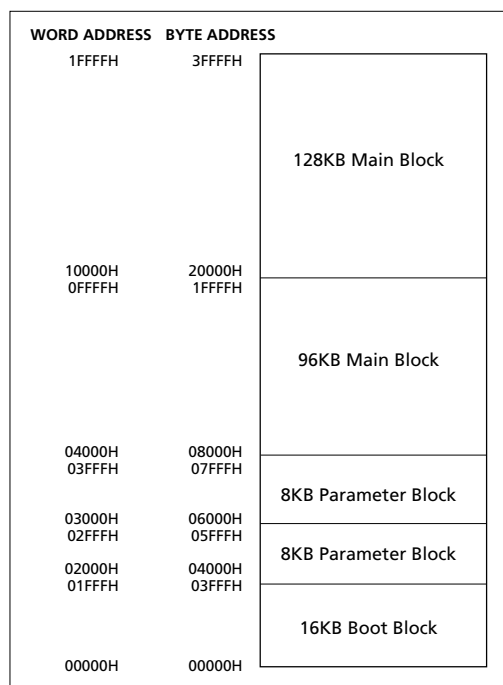 WORD ADDRESS BYTE ADDRESS
1FFFFH 3FFFFH
128KB Main Block
10000H 20000H
0FFFFH 1FFFFH
96KB Main Block
04000H 08000H
03FFFH 07FFFH
8KB Parameter Block
03000H 06000H
02FFFH 05FFFH
8KB Parameter Block
02000H 04000H
01FFFH 03FFFH
16KB Boot Block
00000H 00000H